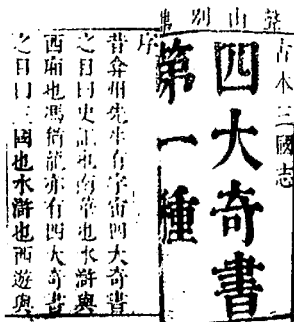 聲山別集
古本三國志
四大奇書
第一種
序
昔弇州先生有宇宙四大奇書
之目曰史記也南華也水滸與
西廂也馮猶龍亦有四大奇書
之目曰三國也水滸也西遊與